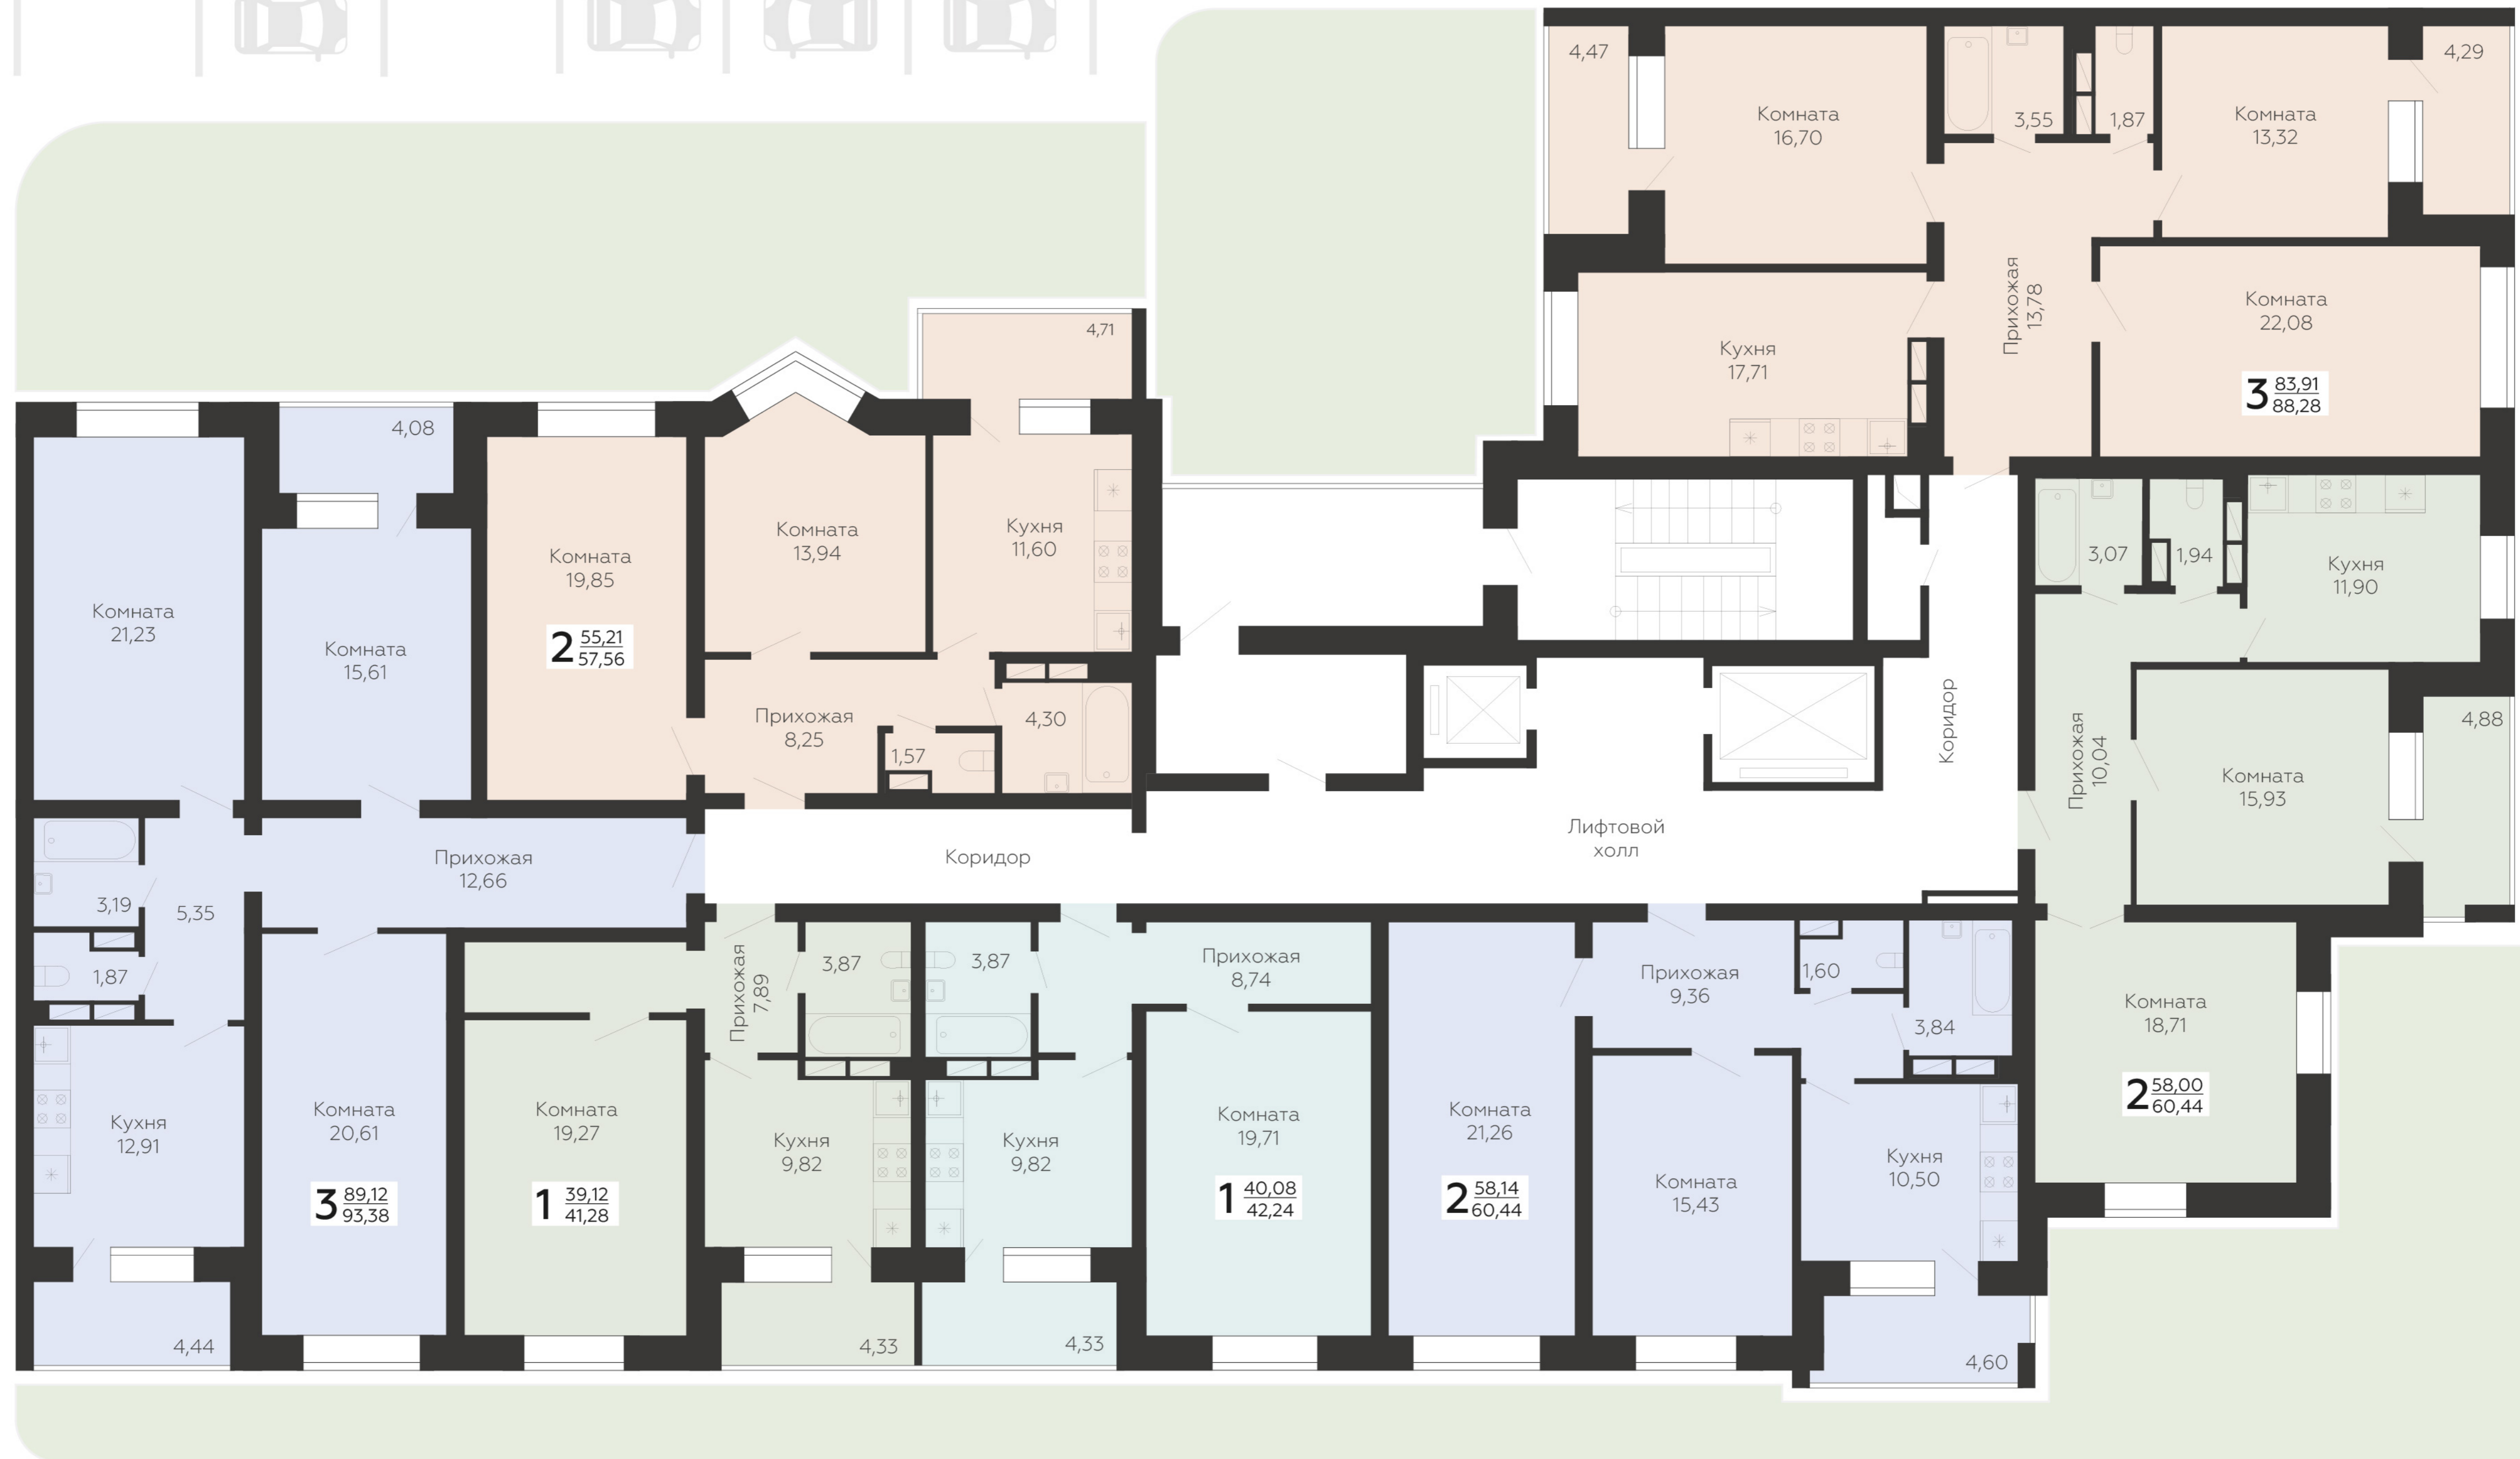 4,47
Комната
16,70
3,55
1,87
Комната
13,32
4,29
Прихожая
13,78
Комната
22,08
3
83,91
88,28
Кухня
17,71
4,71
4,08
Комната
21,23
Комната
15,61
Комната
19,85
2
55,21
57,56
Комната
13,94
Кухня
11,60
Прихожая
8,25
1,57
4,30
3,07
1,94
Кухня
11,90
Коридор
Прихожая
10,04
Комната
15,93
4,88
Лифтовой
холл
Коридор
Прихожая
12,66
3,19
5,35
1,87
Кухня
12,91
Комната
20,61
3
89,12
93,38
4,44
Комната
19,27
1
39,12
41,28
Прихожая
7,89
3,87
Кухня
9,82
4,33
3,87
Прихожая
8,74
Кухня
9,82
Комната
19,71
1
40,08
42,24
4,33
Комната
21,26
2
58,14
60,44
Прихожая
9,36
1,60
3,84
Комната
15,43
Кухня
10,50
4,60
Комната
18,71
2
58,00
60,44